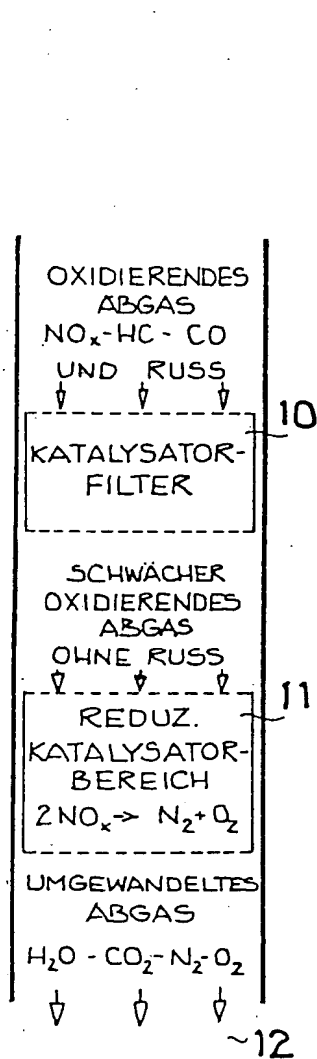 OXIDIERENDES
ABGAS
NOₓ-HC - CO
UND RUSS
10
KATALYSATOR-
FILTER
SCHWÄCHER
OXIDIERENDES
ABGAS
OHNE RUSS
11
REDUZ.
KATALYSATOR-
BEREICH
2NOₓ-> N₂+O₂
UMGEWANDELTES
ABGAS
H₂O - CO₂-N₂-O₂
~12